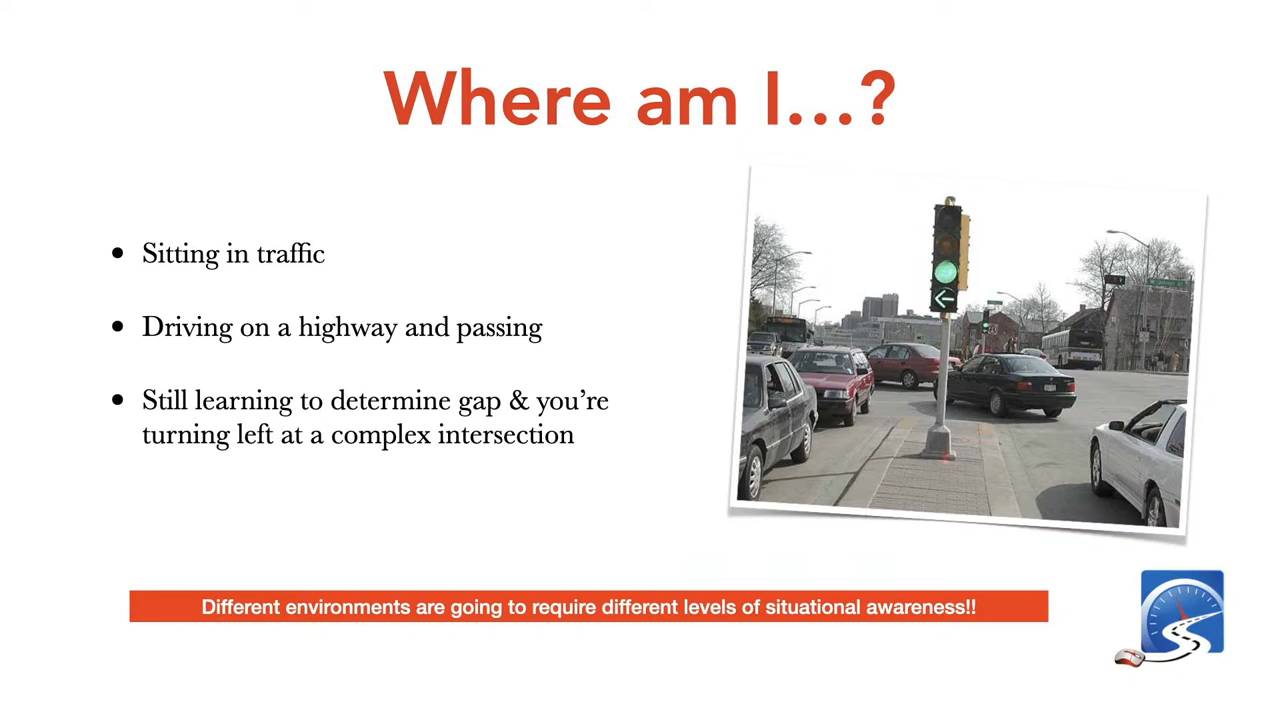 Where am I...?
• Sitting in traffic
• Driving on a highway and passing
• Still learning to determine gap & you’re
turning left at a complex intersection
Different environments are going to require different levels of situational awareness!!